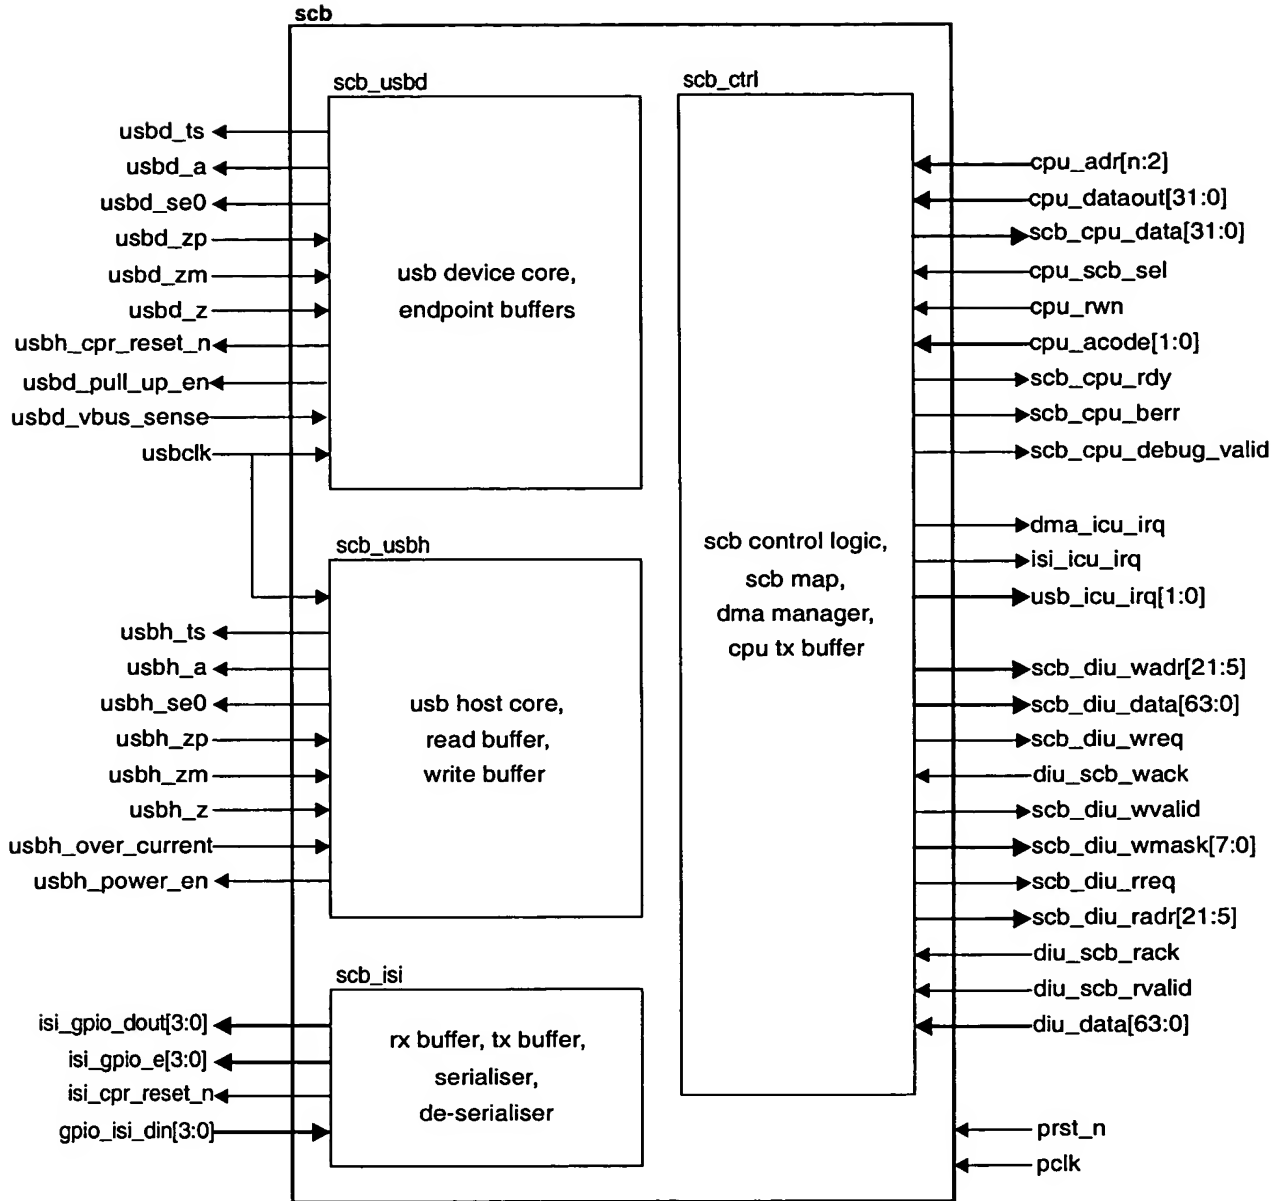 scb
scb_usbd
usbd_ts
usbd_a
usbd_se0
usbd_zp
usbd_zm
usbd_z
usbh_cpr_reset_n
usbd_pull_up_en
usbd_vbus_sense
usbclk
usb device core,
endpoint buffers
scb_usbh
usbh_ts
usbh_a
usbh_se0
usbh_zp
usbh_zm
usbh_z
usbh_over_current
usbh_power_en
usb host core,
read buffer,
write buffer
scb_isi
isi_gpio_dout[3:0]
isi_gpio_e[3:0]
isi_cpr_reset_n
gpio_isi_din[3:0]
rx buffer, tx buffer,
serialiser,
de-serialiser
scb_ctrl
scb control logic,
scb map,
dma manager,
cpu tx buffer
cpu_adr[n:2]
cpu_dataout[31:0]
scb_cpu_data[31:0]
cpu_scb_sel
cpu_rwn
cpu_acode[1:0]
scb_cpu_rdy
scb_cpu_berr
scb_cpu_debug_valid
dma_icu_irq
isi_icu_irq
usb_icu_irq[1:0]
scb_diu_wadr[21:5]
scb_diu_data[63:0]
scb_diu_wreq
diu_scb_wack
scb_diu_wvalid
scb_diu_wmask[7:0]
scb_diu_rreq
scb_diu_radr[21:5]
diu_scb_rack
diu_scb_rvalid
diu_data[63:0]
prst_n
pclk